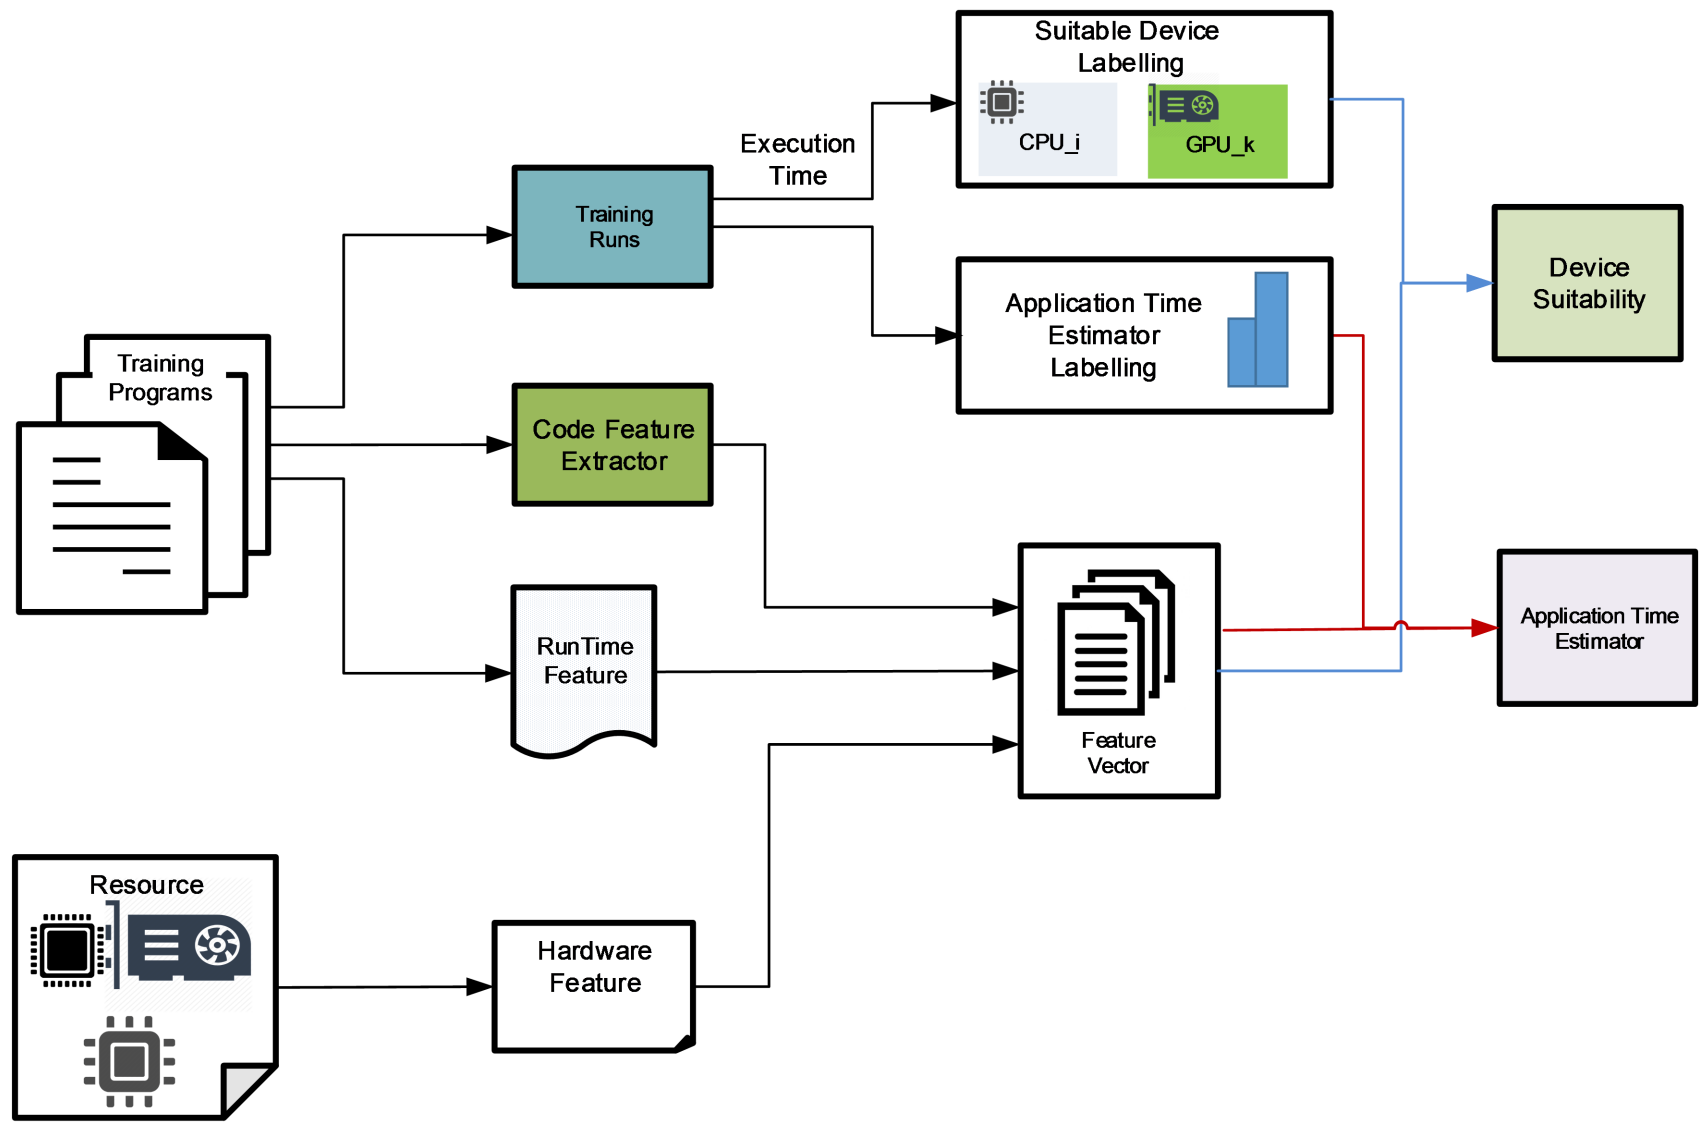 Suitable Device
Labelling
CPU_i
GPU_k
Execution
Time
Training
Runs
Device
Suitability
Application Time
Estimator
Labelling
Training
Programs
Code Feature
Extractor
RunTime
Feature
Feature
Vector
Application Time
Estimator
Resource
Hardware
Feature